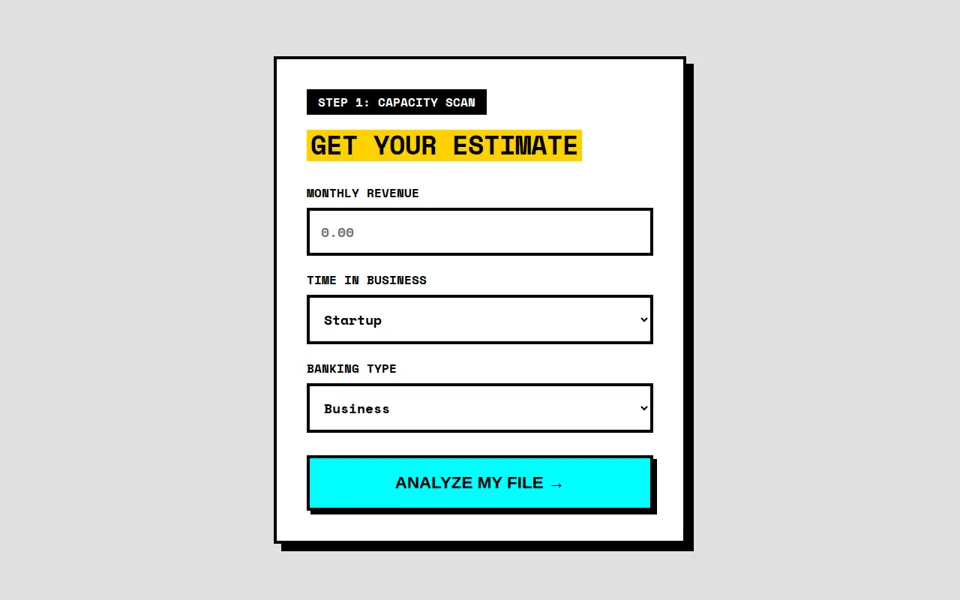 STEP 1: CAPACITY SCAN
GET YOUR ESTIMATE
MONTHLY REVENUE
0.00
TIME IN BUSINESS
Startup
BANKING TYPE
Business
ANALYZE MY FILE →